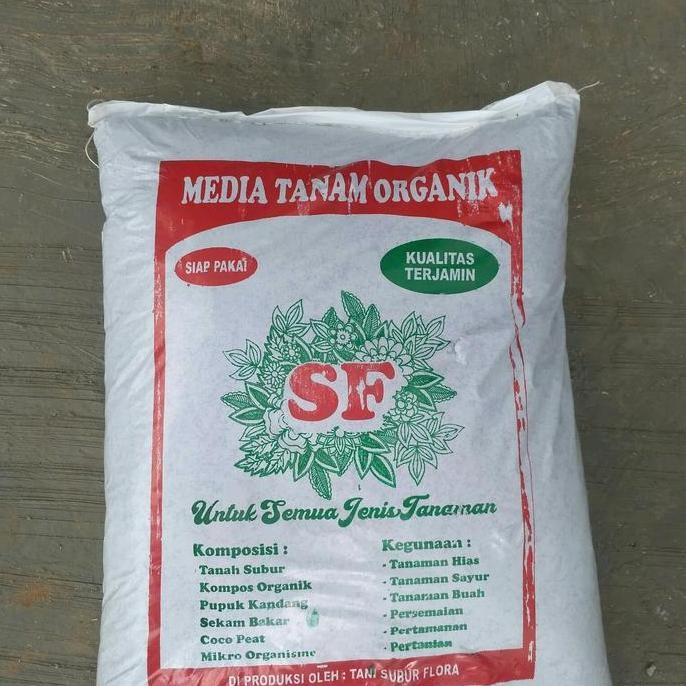 MEDIA TANAM ORGANIK
SIAP PAKAI
KUALITAS
TERJAMIN
SF
Untuk Semua Jenis Tanaman
Komposisi :
Tanah Subur
Kompos Organik
Pupuk Kandang
Sekam Bakar
Coco Peat
Mikro Organisme
Kegunaan :
- Tanaman Hias
- Tanaman Sayur
- Tanaman Buah
- Persemaian
- Pertamanan
- Pertanian
DI PRODUKSI OLEH : TANI SUBUR FLORA